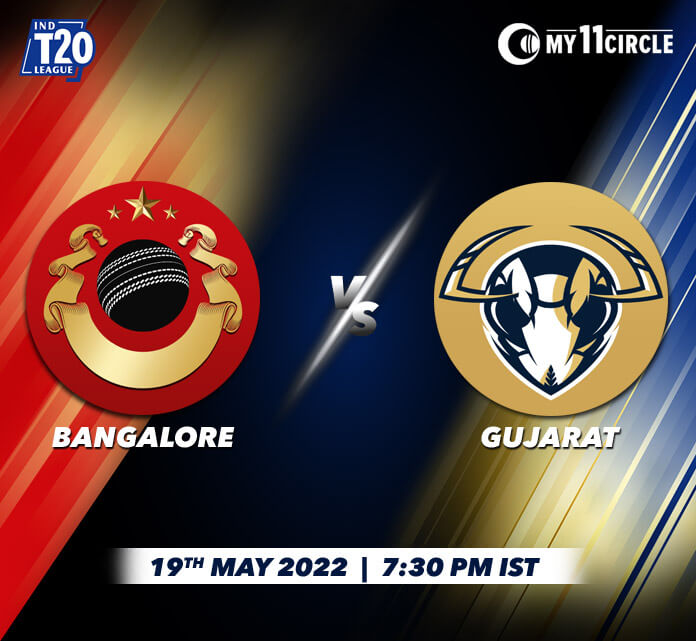 IND
T20
LEAGUE
MY11CIRCLE
VS
BANGALORE
GUJARAT
19TH MAY 2022 | 7:30 PM IST